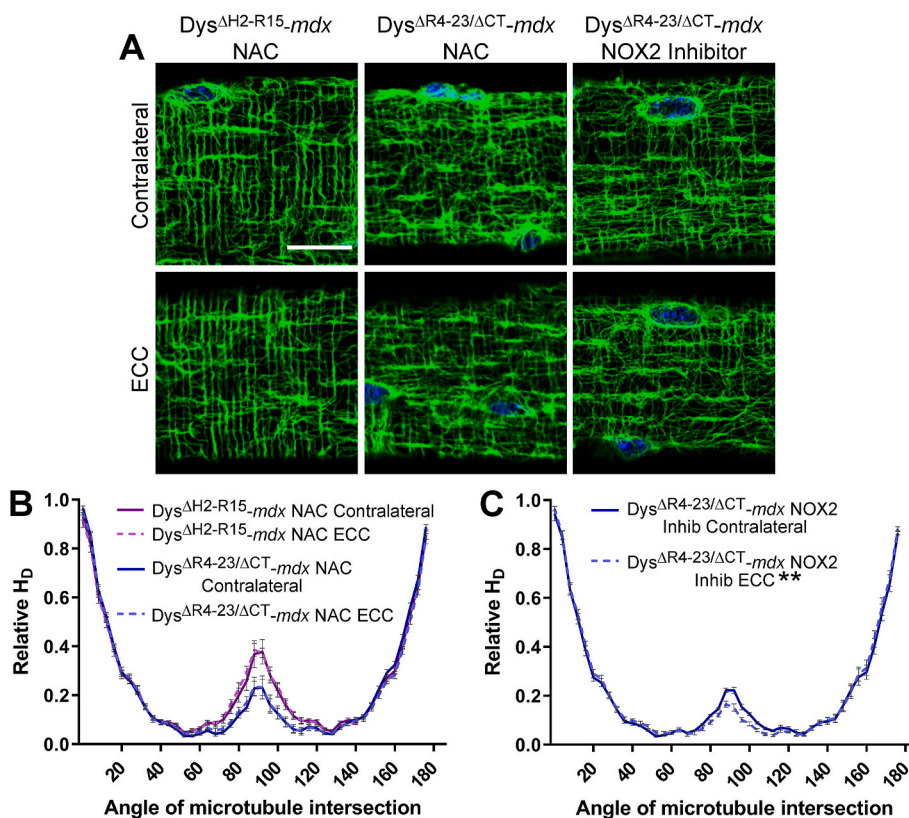 A
Dys^ΔH2-R15-mdx
NAC
Dys^ΔR4-23/ΔCT-mdx
NAC
Dys^ΔR4-23/ΔCT-mdx
NOX2 Inhibitor
Contralateral
ECC
B
Relative H_D
1.0
0.8
0.6
0.4
0.2
0.0
Dys^ΔH2-R15-mdx NAC Contralateral
Dys^ΔH2-R15-mdx NAC ECC
Dys^ΔR4-23/ΔCT-mdx NAC
Contralateral
Dys^ΔR4-23/ΔCT-mdx NAC ECC
20 40 60 80 100 120 140 160 180
Angle of microtubule intersection
C
Relative H_D
1.0
0.8
0.6
0.4
0.2
0.0
Dys^ΔR4-23/ΔCT-mdx NOX2
Inhib Contralateral
Dys^ΔR4-23/ΔCT-mdx NOX2
Inhib ECC**
20 40 60 80 100 120 140 160 180
Angle of microtubule intersection